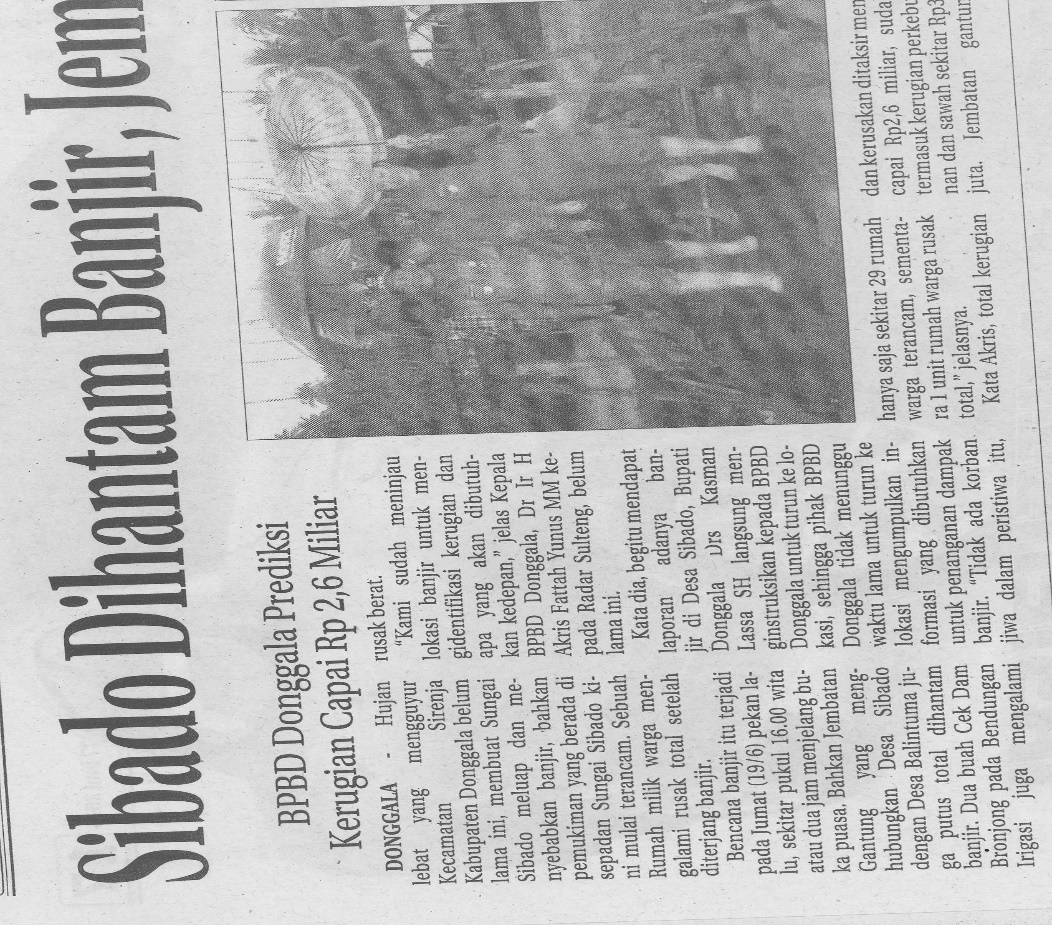 Sibado Dihantam Banjir, Jem
BPBD Donggala Prediksi
Kerugian Capai Rp 2,6 Miliar
DONGGALA - Hujan
lebat yang mengguyur
Kecamatan Sirenja
Kabupaten Donggala belum
lama ini, membuat Sungai
Sibado meluap dan me-
nyebabkan banjir, bahkan
pemukiman yang berada di
sepadan Sungai Sibado ki-
ni mulai terancam. Sebuah
Rumah milik warga men-
galami rusak total setelah
diterjang banjir.
Bencana banjir itu terjadi
pada Jumat (19/6) pekan la-
lu, sekitar pukul 16.00 wita
atau dua jam menjelang bu-
ka puasa. Bahkan Jembatan
Gantung yang meng-
hubungkan Desa Sibado
dengan Desa Balintuma ju-
ga putus total dihantam
banjir. Dua buah Cek Dam
Bronjong pada Bendungan
Irigasi juga mengalami
rusak berat.
"Kami sudah meninjau
lokasi banjir untuk men-
gidentifikasi kerugian dan
apa yang akan dibutuh-
kan kedepan," jelas Kepala
BPBD Donggala, Dr Ir H
Akris Fattah Yunus MM ke-
pada Radar Sulteng, belum
lama ini.
Kata dia, begitu mendapat
laporan adanya ban-
jir di Desa Sibado, Bupati
Donggala Drs Kasman
Lassa SH langsung men-
ginstruksikan kepada BPBD
Donggala untuk turun ke lo-
kasi, sehingga pihak BPBD
Donggala tidak menunggu
waktu lama untuk turun ke
lokasi mengumpulkan in-
formasi yang dibutuhkan
untuk penanganan dampak
banjir. "Tidak ada korban
jiwa dalam peristiwa itu,
hanya saja sekitar 29 rumah
warga terancam, sementa-
ra 1 unit rumah warga rusak
total," jelasnya.
Kata Akris, total kerugian
dan kerusakan ditaksir men
capai Rp2,6 miliar, suda
termasuk kerugian perkebu
nan dan sawah sekitar Rp3
juta. Jembatan gantun